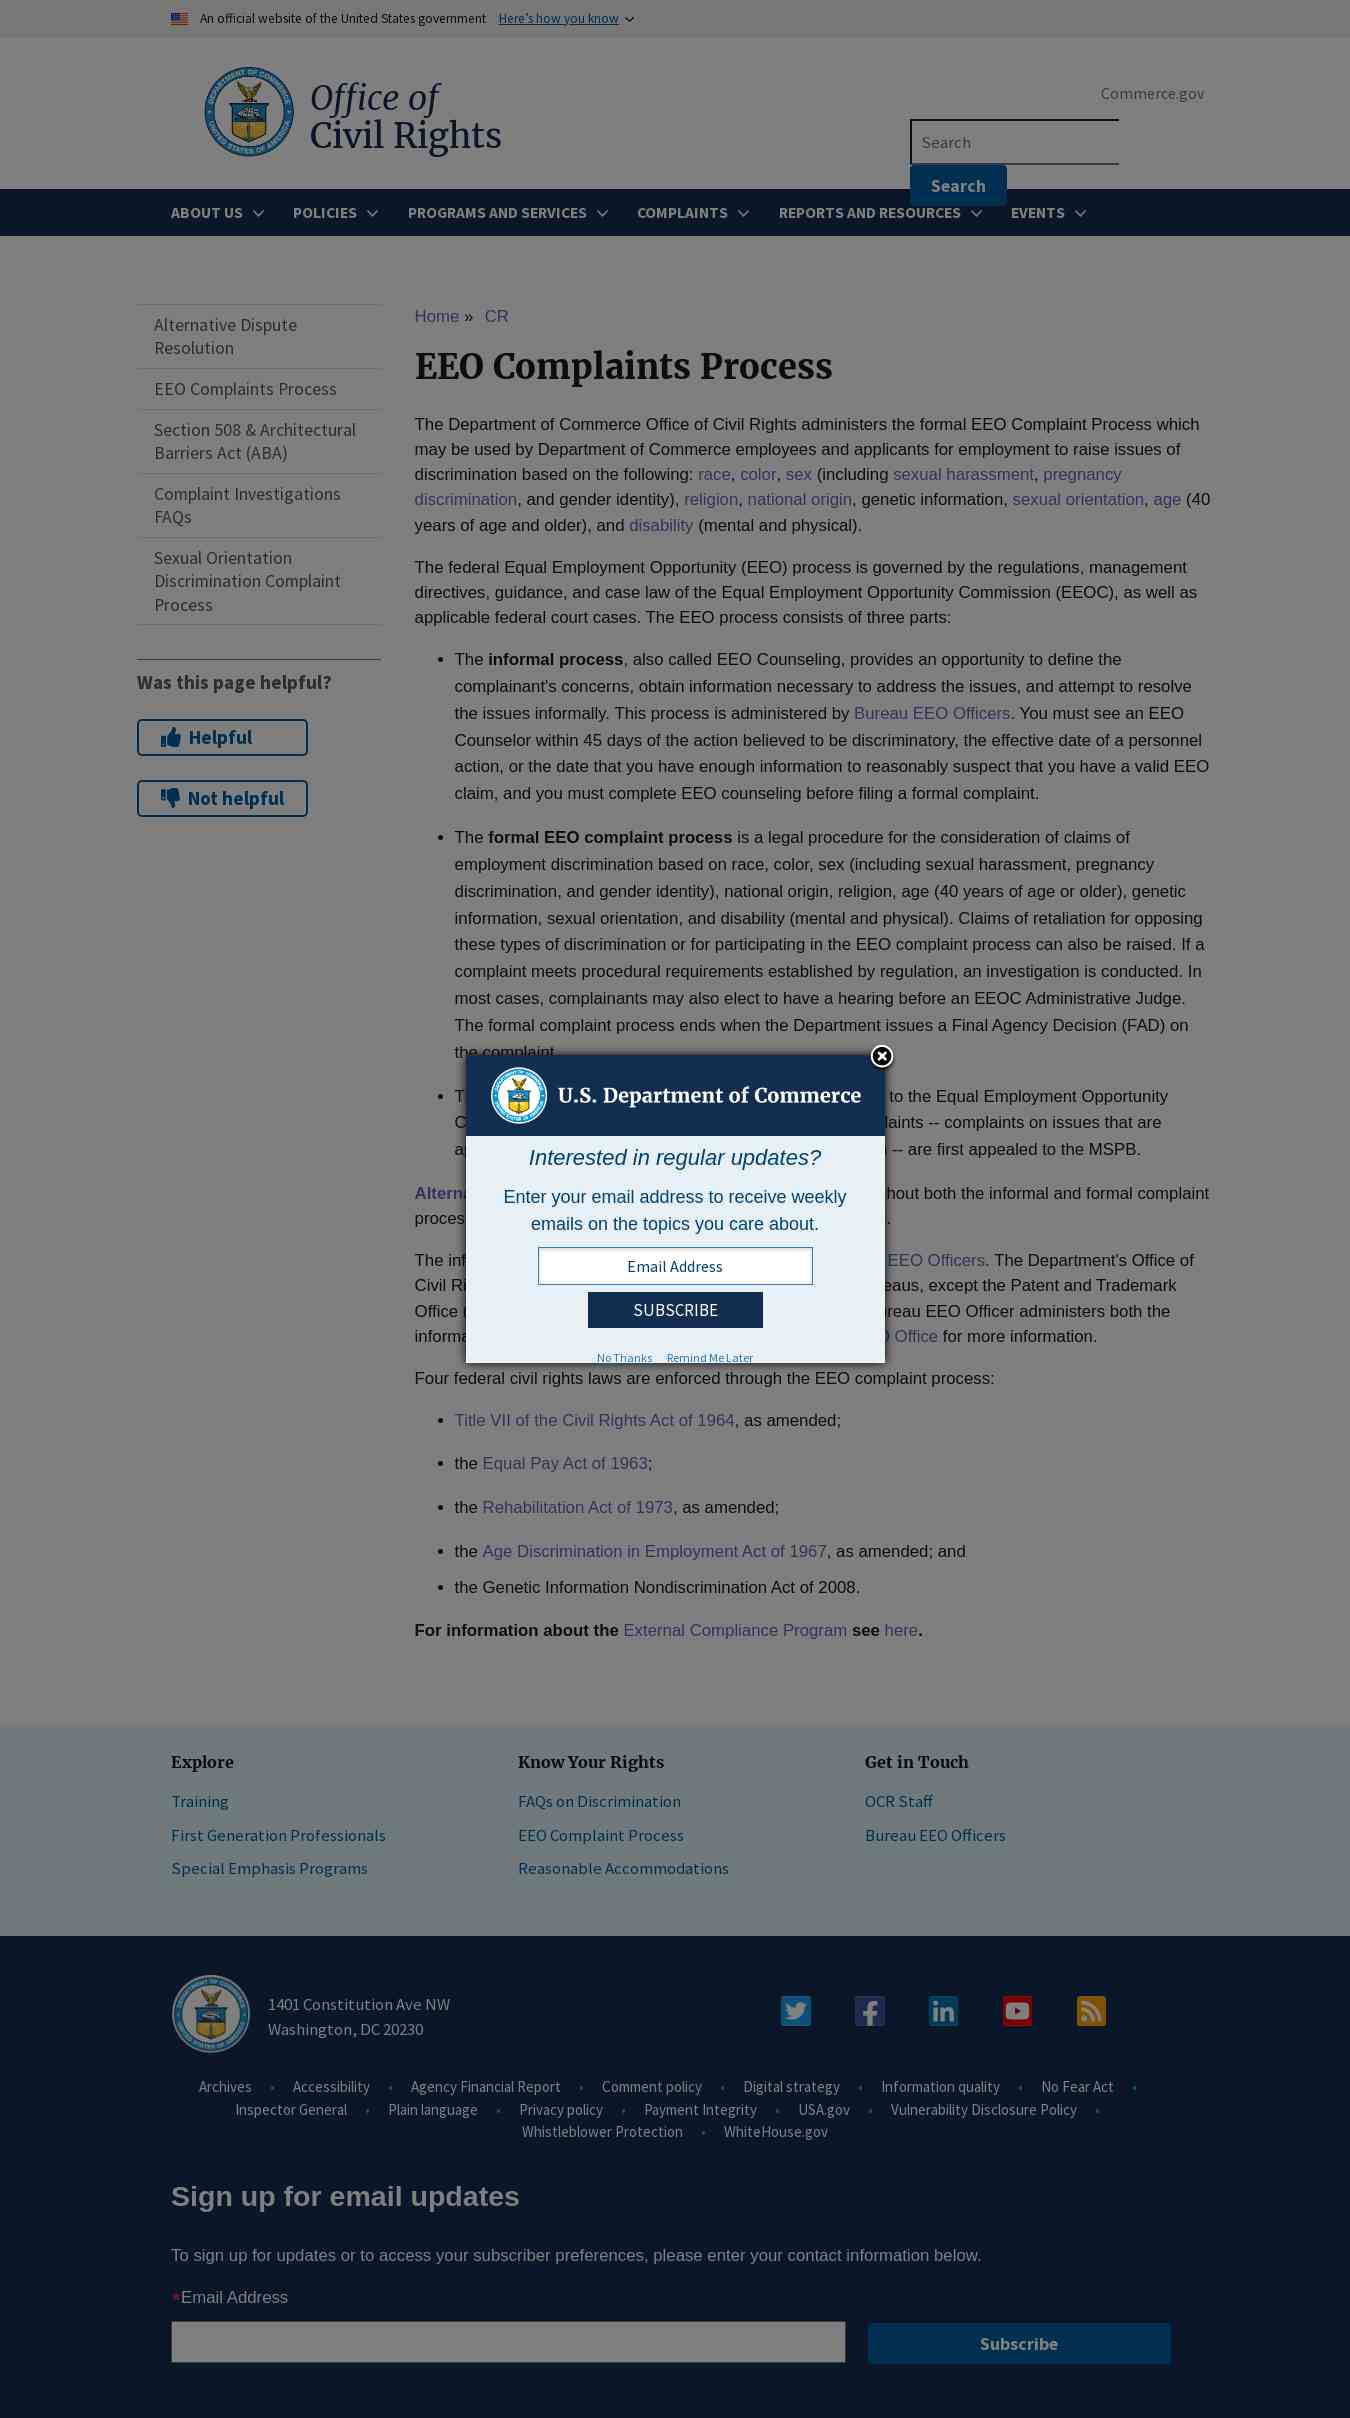 An official website of the United States government Here's how you know
Office of
Civil Rights
Commerce.gov
Search
Search
ABOUT US POLICIES PROGRAMS AND SERVICES COMPLAINTS REPORTS AND RESOURCES EVENTS
Alternative Dispute
Resolution
EEO Complaints Process
Section 508 & Architectural
Barriers Act (ABA)
Complaint Investigations
FAQs
Sexual Orientation
Discrimination Complaint
Process
Was this page helpful?
Helpful
Not helpful
Home » CR
EEO Complaints Process
The Department of Commerce Office of Civil Rights administers the formal EEO Complaint Process which
may be used by Department of Commerce employees and applicants for employment to raise issues of
discrimination based on the following: race, color, sex (including sexual harassment, pregnancy
discrimination, and gender identity), religion, national origin, genetic information, sexual orientation, age (40
years of age and older), and disability (mental and physical).
The federal Equal Employment Opportunity (EEO) process is governed by the regulations, management
directives, guidance, and case law of the Equal Employment Opportunity Commission (EEOC), as well as
applicable federal court cases. The EEO process consists of three parts:
• The informal process, also called EEO Counseling, provides an opportunity to define the
complainant's concerns, obtain information necessary to address the issues, and attempt to resolve
the issues informally. This process is administered by Bureau EEO Officers. You must see an EEO
Counselor within 45 days of the action believed to be discriminatory, the effective date of a personnel
action, or the date that you have enough information to reasonably suspect that you have a valid EEO
claim, and you must complete EEO counseling before filing a formal complaint.
• The formal EEO complaint process is a legal procedure for the consideration of claims of
employment discrimination based on race, color, sex (including sexual harassment, pregnancy
discrimination, and gender identity), national origin, religion, age (40 years of age or older), genetic
information, sexual orientation, and disability (mental and physical). Claims of retaliation for opposing
these types of discrimination or for participating in the EEO complaint process can also be raised. If a
complaint meets procedural requirements established by regulation, an investigation is conducted. In
most cases, complainants may also elect to have a hearing before an EEOC Administrative Judge.
The formal complaint process ends when the Department issues a Final Agency Decision (FAD) on
the complaint
to the Equal Employment Opportunity
complaints on issues that are
-- are first appealed to the MSPB.
both the informal and formal complaint
EEO Officers. The Department's Office of
Civil
except the Patent and Trademark
Office
EEO Officer administers both the
Office for more information.
U.S. Department of Commerce
Interested in regular updates?
Enter your email address to receive weekly
emails on the topics you care about.
Email Address
SUBSCRIBE
No Thanks Remind Me Later
Four federal civil rights laws are enforced through the EEO complaint process:
• Title VII of the Civil Rights Act of 1964, as amended;
• the Equal Pay Act of 1963;
• the Rehabilitation Act of 1973, as amended;
• the Age Discrimination in Employment Act of 1967, as amended; and
• the Genetic Information Nondiscrimination Act of 2008.
For information about the External Compliance Program see here.
Explore Know Your Rights Get in Touch
Training FAQs on Discrimination OCR Staff
First Generation Professionals EEO Complaint Process Bureau EEO Officers
Special Emphasis Programs Reasonable Accommodations
1401 Constitution Ave NW
Washington, DC 20230
Archives • Accessibility • Agency Financial Report • Comment policy • Digital strategy • Information quality • No Fear Act •
Inspector General • Plain language • Privacy policy • Payment Integrity • USA.gov • Vulnerability Disclosure Policy •
Whistleblower Protection • WhiteHouse.gov
Sign up for email updates
To sign up for updates or to access your subscriber preferences, please enter your contact information below.
*Email Address
Subscribe